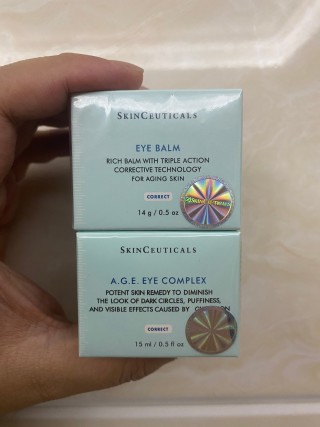 SKINCEUTICALS
EYE BALM
RICH BALM WITH TRIPLE ACTION
CORRECTIVE TECHNOLOGY
FOR AGING SKIN
CORRECT
14 g / 0.5 oz
SKINCEUTICALS
A.G.E. EYE COMPLEX
POTENT SKIN REMEDY TO DIMINISH
THE LOOK OF DARK CIRCLES, PUFFINESS,
AND VISIBLE EFFECTS CAUSED BY
CORRECT
15 ml / 0.5 fl oz